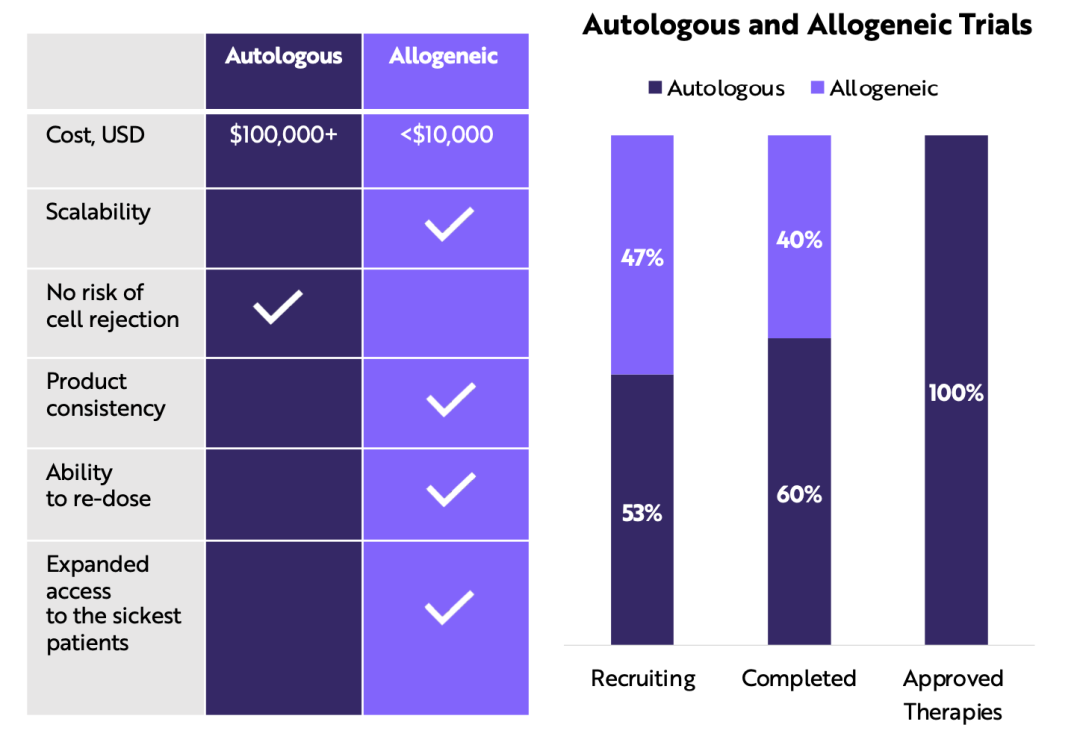 Autologous Allogeneic
Cost, USD $100,000+ <$10,000
Scalability
No risk of
cell rejection
Product
consistency
Ability
to re-dose
Expanded
access
to the sickest
patients
Autologous and Allogeneic Trials
Autologous Allogeneic
47% 40%
100%
53% 60%
Recruiting Completed Approved
Therapies